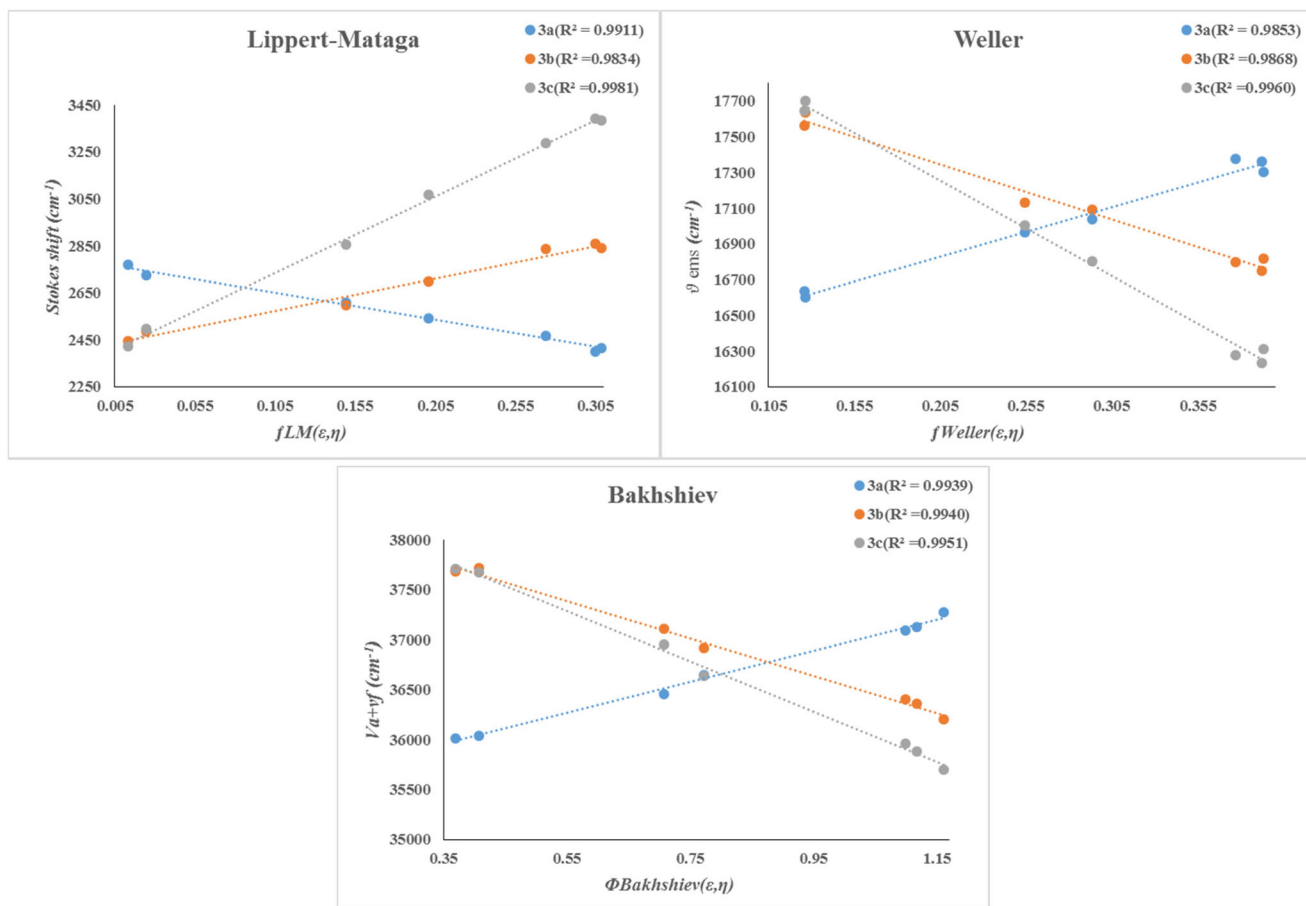 Lippert-Mataga
3a(R² = 0.9911)
3b(R² =0.9834)
3c(R² =0.9981)
3450
3250
3050
2850
2650
2450
2250
Stokes shift (cm⁻¹)
0.005 0.055 0.105 0.155 0.205 0.255 0.305
fLM(ε,η)
Weller
3a(R² = 0.9853)
3b(R² =0.9868)
3c(R² =0.9960)
17700
17500
17300
17100
16900
16700
16500
16300
16100
ϑ ems (cm⁻¹)
0.105 0.155 0.205 0.255 0.305 0.355
fWeller(ε,η)
Bakhshiev
3a(R² = 0.9939)
3b(R² =0.9940)
3c(R² =0.9951)
38000
37500
37000
36500
36000
35500
35000
Va+vf (cm⁻¹)
0.35 0.55 0.75 0.95 1.15
ΦBakhshiev(ε,η)